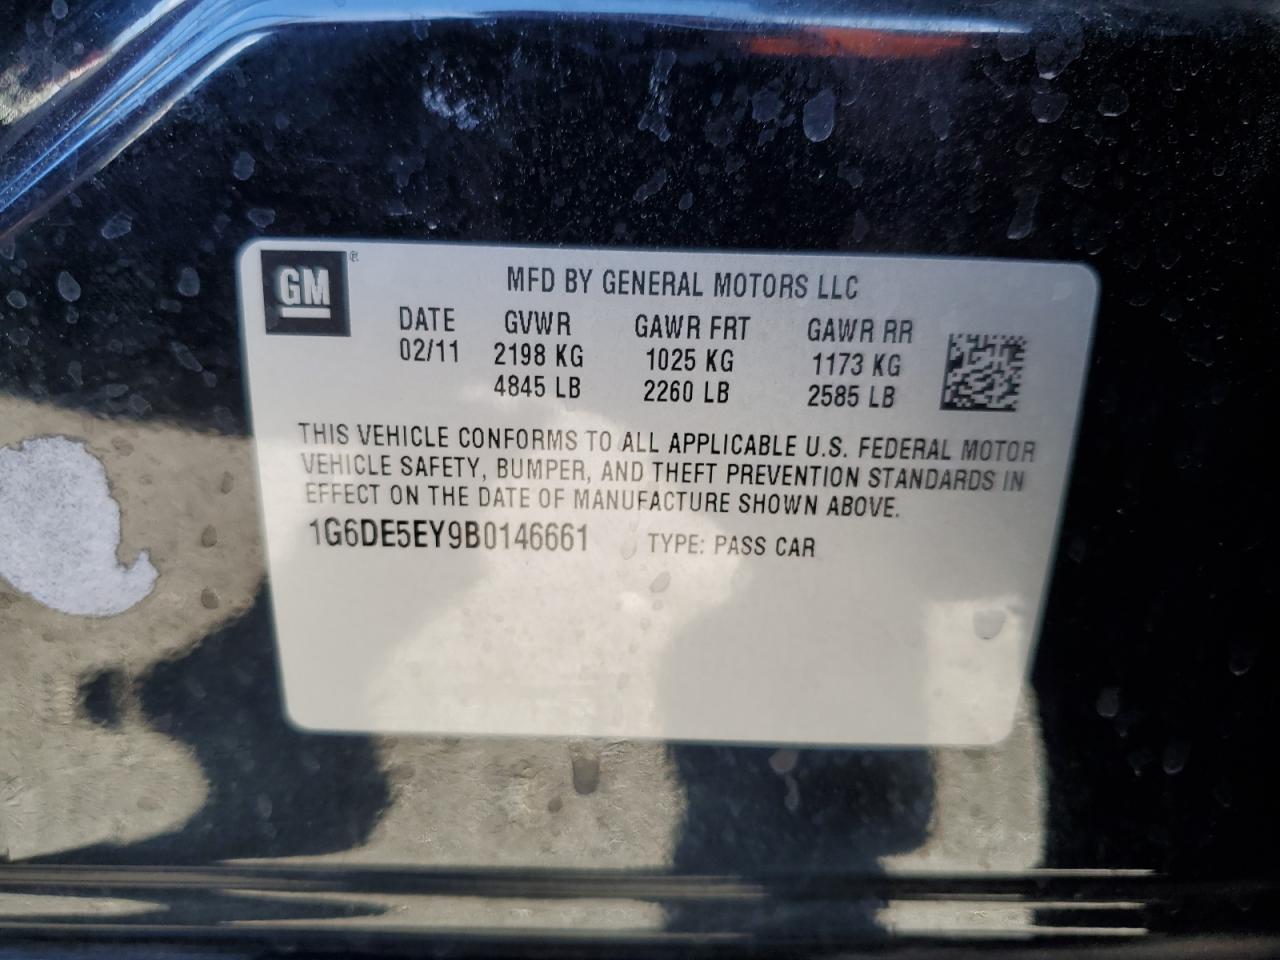 GM®
MFD BY GENERAL MOTORS LLC
DATE GVWR GAWR FRT GAWR RR
02/11 2198 KG 1025 KG 1173 KG
4845 LB 2260 LB 2585 LB
THIS VEHICLE CONFORMS TO ALL APPLICABLE U.S. FEDERAL MOTOR
VEHICLE SAFETY, BUMPER, AND THEFT PREVENTION STANDARDS IN
EFFECT ON THE DATE OF MANUFACTURE SHOWN ABOVE.
1G6DE5EY9B0146661 TYPE: PASS CAR